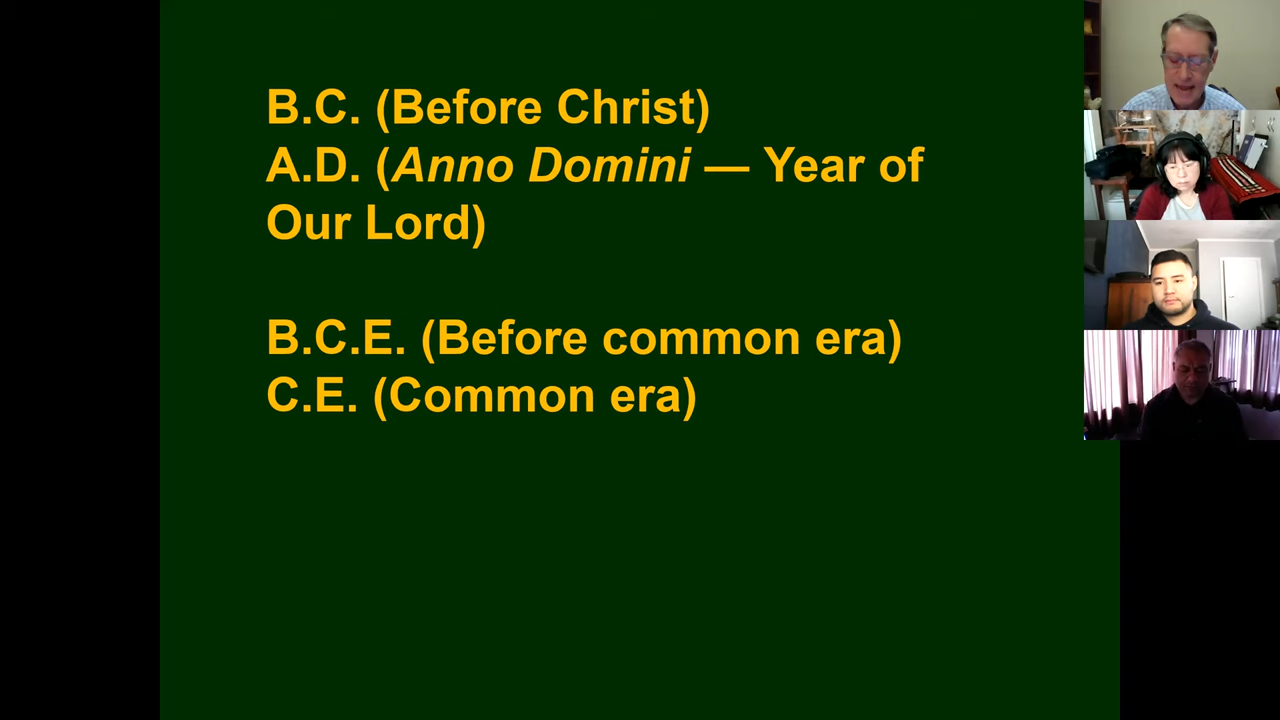 B.C. (Before Christ)
A.D. (Anno Domini — Year of
Our Lord)
B.C.E. (Before common era)
C.E. (Common era)